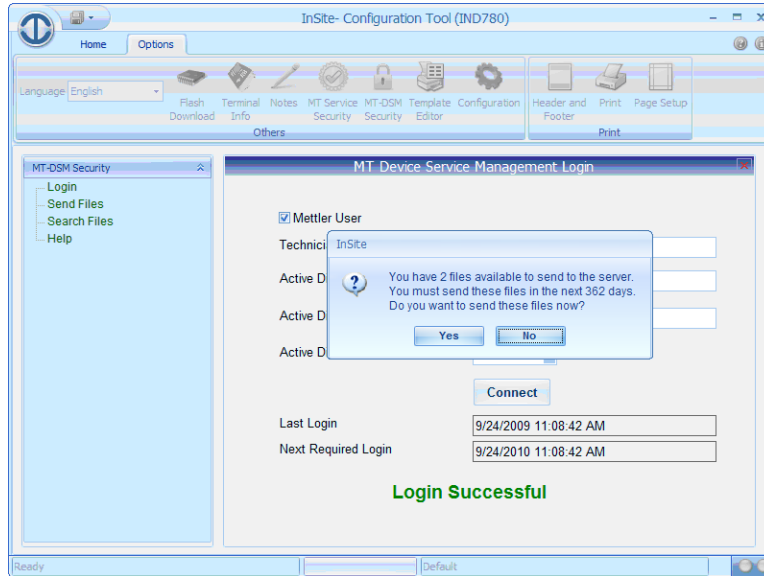 InSite- Configuration Tool (IND780)
Home Options
Language English
Flash Download
Terminal Info
Notes
MT Service Security
MT-DSM Security
Template Editor
Configuration
Others
Header and Footer
Print
Page Setup
Print
MT-DSM Security
Login
Send Files
Search Files
Help
MT Device Service Management Login
Mettler User
Technici
InSite
You have 2 files available to send to the server.
You must send these files in the next 362 days.
Do you want to send these files now?
Yes No
Active D
Active D
Active D
Connect
Last Login 9/24/2009 11:08:42 AM
Next Required Login 9/24/2010 11:08:42 AM
Login Successful
Ready Default